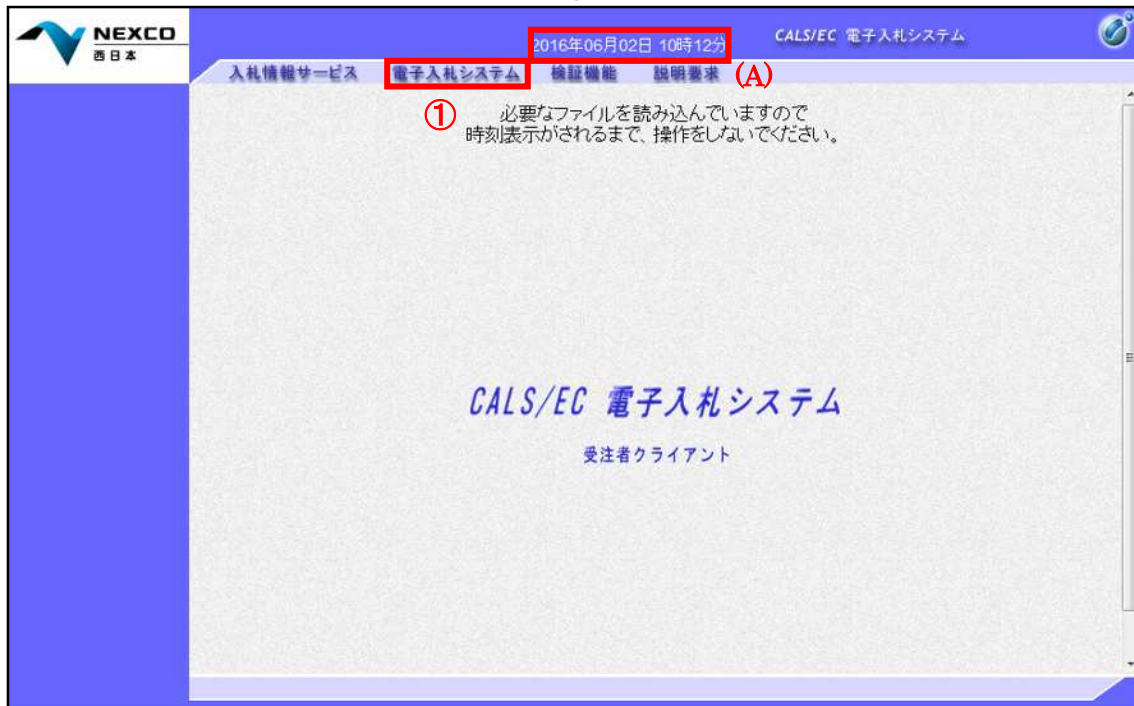 NEXCO
西日本
2016年06月02日 10時12分
CALS/EC 電子入札システム
入札情報サービス 電子入札システム 検証機能 説明要求 (A)
①
必要なファイルを読み込んでいますので
時刻表示がされるまで、操作をしないでください。
CALS/EC 電子入札システム
受注者クライアント